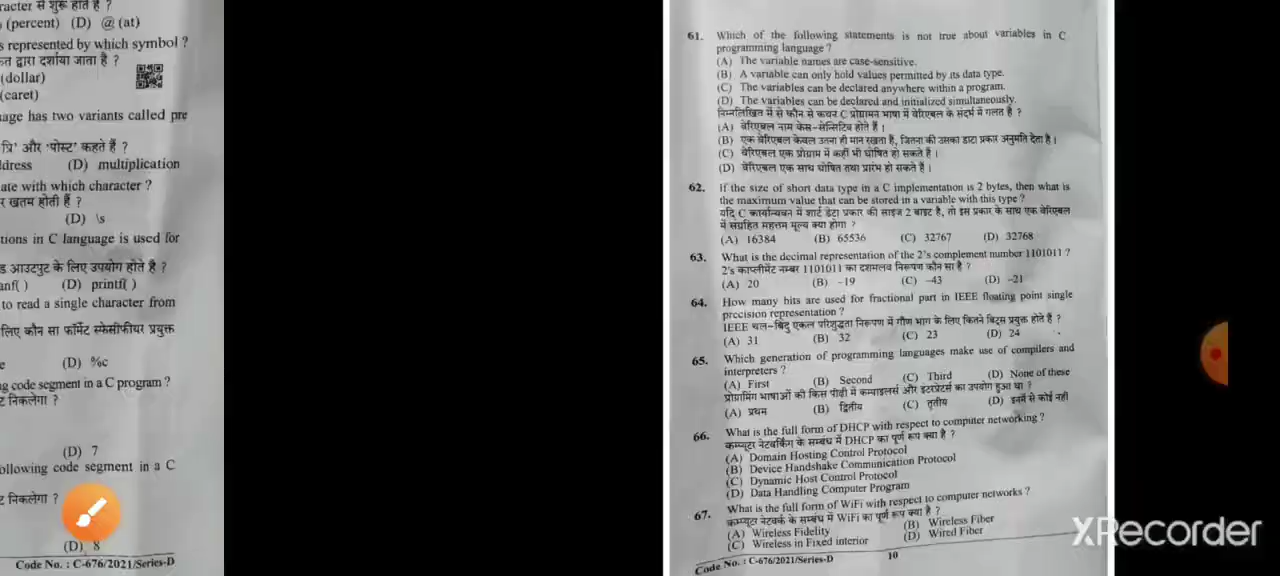 racter से शुरू होते हैं ?
(percent) (D) @ (at)
s represented by which symbol ?
द्वारा दर्शाया जाता है ?
(dollar)
(caret)
uage has two variants called pre
प्रि' और 'पोस्ट' कहते हैं ?
ldress (D) multiplication
ate with which character ?
र खतम होती हैं ?
(D) \s
tions in C language is used for
ड आउटपुट के लिए उपयोग होते है ?
anf( ) (D) printf( )
to read a single character from
लिए कौन सा फॉर्मेट स्पेसीफीयर प्रयुक्त
e (D) %c
ng code segment in a C program ?
ट निकलेगा ?
(D) 7
ollowing code segment in a C
ट निकलेगा ?
(D) 8
Code No. : C-676/2021/Series-D
61. Which of the following statements is not true about variables in C
programming language ?
(A) The variable names are case-sensitive.
(B) A variable can only hold values permitted by its data type.
(C) The variables can be declared anywhere within a program.
(D) The variables can be declared and initialized simultaneously.
निम्नलिखित में से कौन से कथन C प्रोग्रामन भाषा में वेरिएबल के संदर्भ में गलत है ?
(A) वेरिएबल नाम केस-सेन्सिटिव होते हैं ।
(B) एक वेरिएबल केवल उतना ही मान रखता है, जितना की उसका डाटा प्रकार अनुमति देता है ।
(C) वेरिएबल एक प्रोग्राम में कहीं भी घोषित हो सकते हैं ।
(D) वेरिएबल एक साथ घोषित तथा प्रारंभ हो सकते हैं ।
62. If the size of short data type in a C implementation is 2 bytes, then what is
the maximum value that can be stored in a variable with this type ?
यदि C कार्यान्वयन में शार्ट डेटा प्रकार की साइज 2 बाइट है, तो इस प्रकार के साथ एक वेरिएबल
में संग्रहित महत्तम मूल्य क्या होगा ?
(A) 16384 (B) 65536 (C) 32767 (D) 32768
63. What is the decimal representation of the 2's complement number 1101011 ?
2's काप्लीमेंट नम्बर 1101011 का दशमलव निरूपण कौन सा है ?
(A) 20 (B) -19 (C) -43 (D) -21
64. How many bits are used for fractional part in IEEE floating point single
precision representation ?
IEEE चल-बिंदु एकल परिशुद्धता निरूपण में गौण भाग के लिए कितने बिट्स प्रयुक्त होते हैं ?
(A) 31 (B) 32 (C) 23 (D) 24
65. Which generation of programming languages make use of compilers and
interpreters ?
(A) First (B) Second (C) Third (D) None of these
प्रोग्रामिंग भाषाओं की किस पीढ़ी में कम्पाइलर्स और इंटरप्रेटर्स का उपयोग हुआ था ?
(A) प्रथम (B) द्वितीय (C) तृतीय (D) इनमें से कोई नहीं
66. What is the full form of DHCP with respect to computer networking ?
कम्प्यूटर नेटवर्किंग के सम्बंध में DHCP का पूर्ण रूप क्या है ?
(A) Domain Hosting Control Protocol
(B) Device Handshake Communication Protocol
(C) Dynamic Host Control Protocol
(D) Data Handling Computer Program
67. What is the full form of WiFi with respect to computer networks ?
कम्प्यूटर नेटवर्क के सम्बंध में WiFi का पूर्ण रूप क्या है ?
(A) Wireless Fidelity (B) Wireless Fiber
(C) Wireless in Fixed interior (D) Wired Fiber
Code No. : C-676/2021/Series-D 10
XRecorder